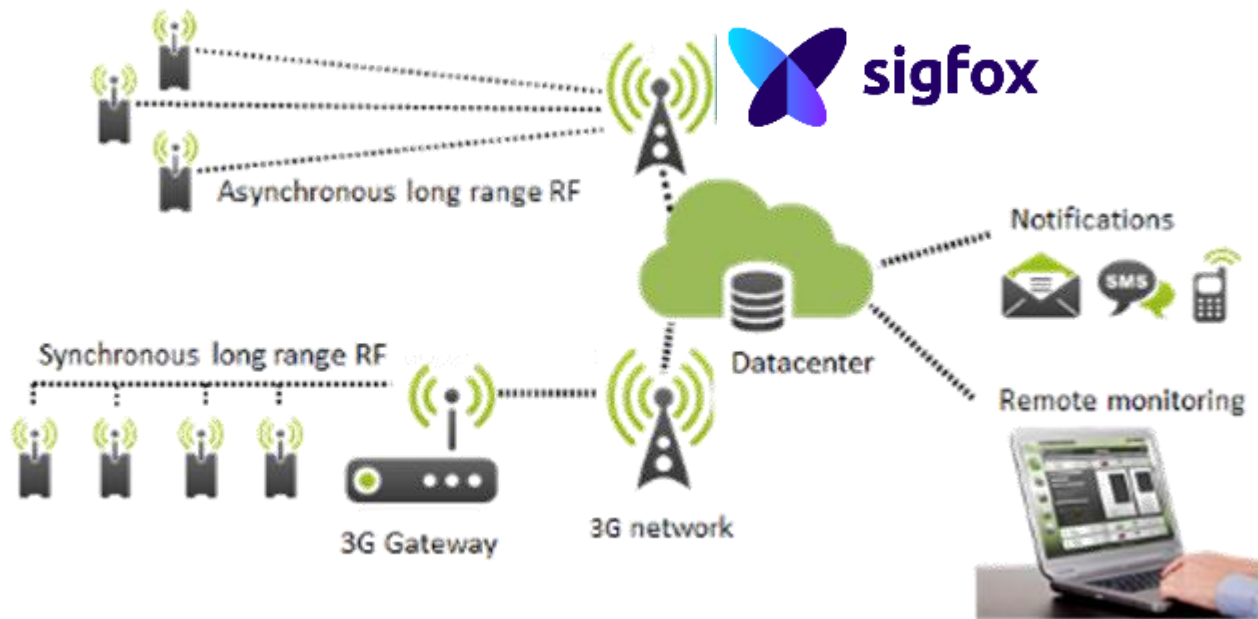 sigfox
Asynchronous long range RF
Notifications
SMS
Synchronous long range RF
Datacenter
Remote monitoring
3G Gateway
3G network